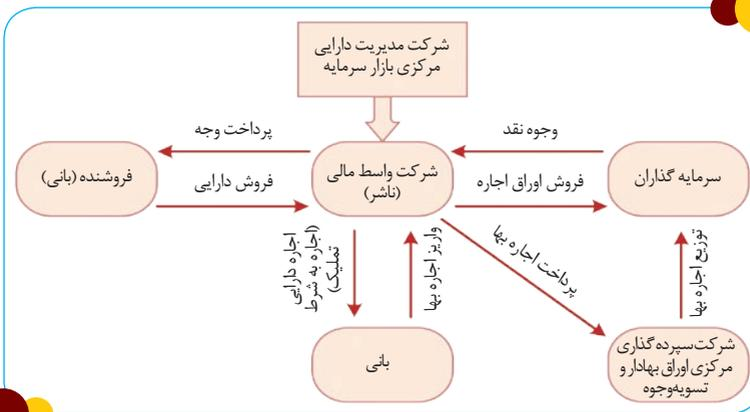 شرکت مدیریت دارایی
مرکزی بازار سرمایه
وجوه نقد
پرداخت وجه
سرمایه گذاران
شرکت واسط مالی
(ناشر)
فروشنده (بانی)
فروش اوراق اجاره
فروش دارایی
توزیع اجاره بها
پرداخت اجاره بها
واریز اجاره بها
اجاره دارایی
(اجاره به شرط
تملیک)
شرکت‌سپرده گذاری
مرکزی اوراق بهادار و
تسویه‌وجوه
بانی